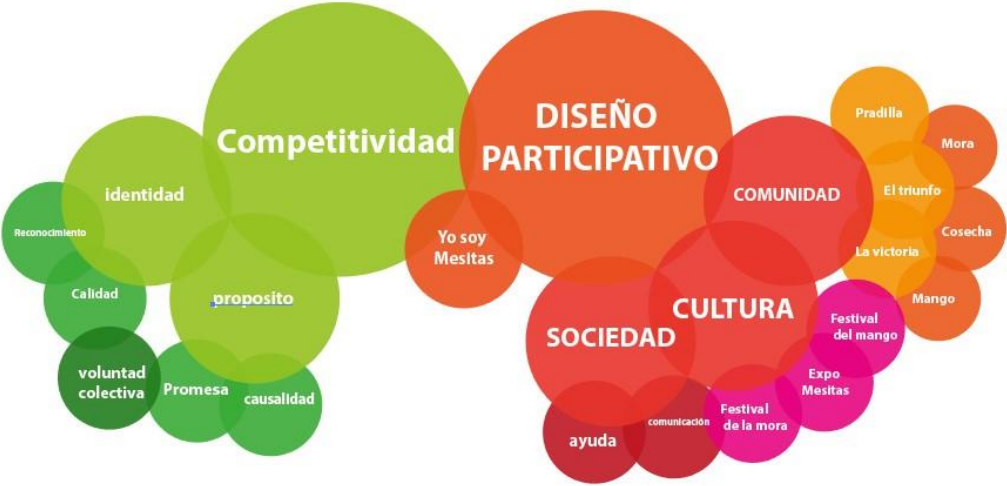 Competitividad
DISEÑO
PARTICIPATIVO
identidad
Reconocimiento
Calidad
proposito
voluntad
colectiva
Promesa
causalidad
Yo soy
Mesitas
COMUNIDAD
CULTURA
SOCIEDAD
ayuda
comunicación
Pradilla
El triunfo
La victoria
Mora
Cosecha
Mango
Festival
del mango
Expo
Mesitas
Festival
de la mora